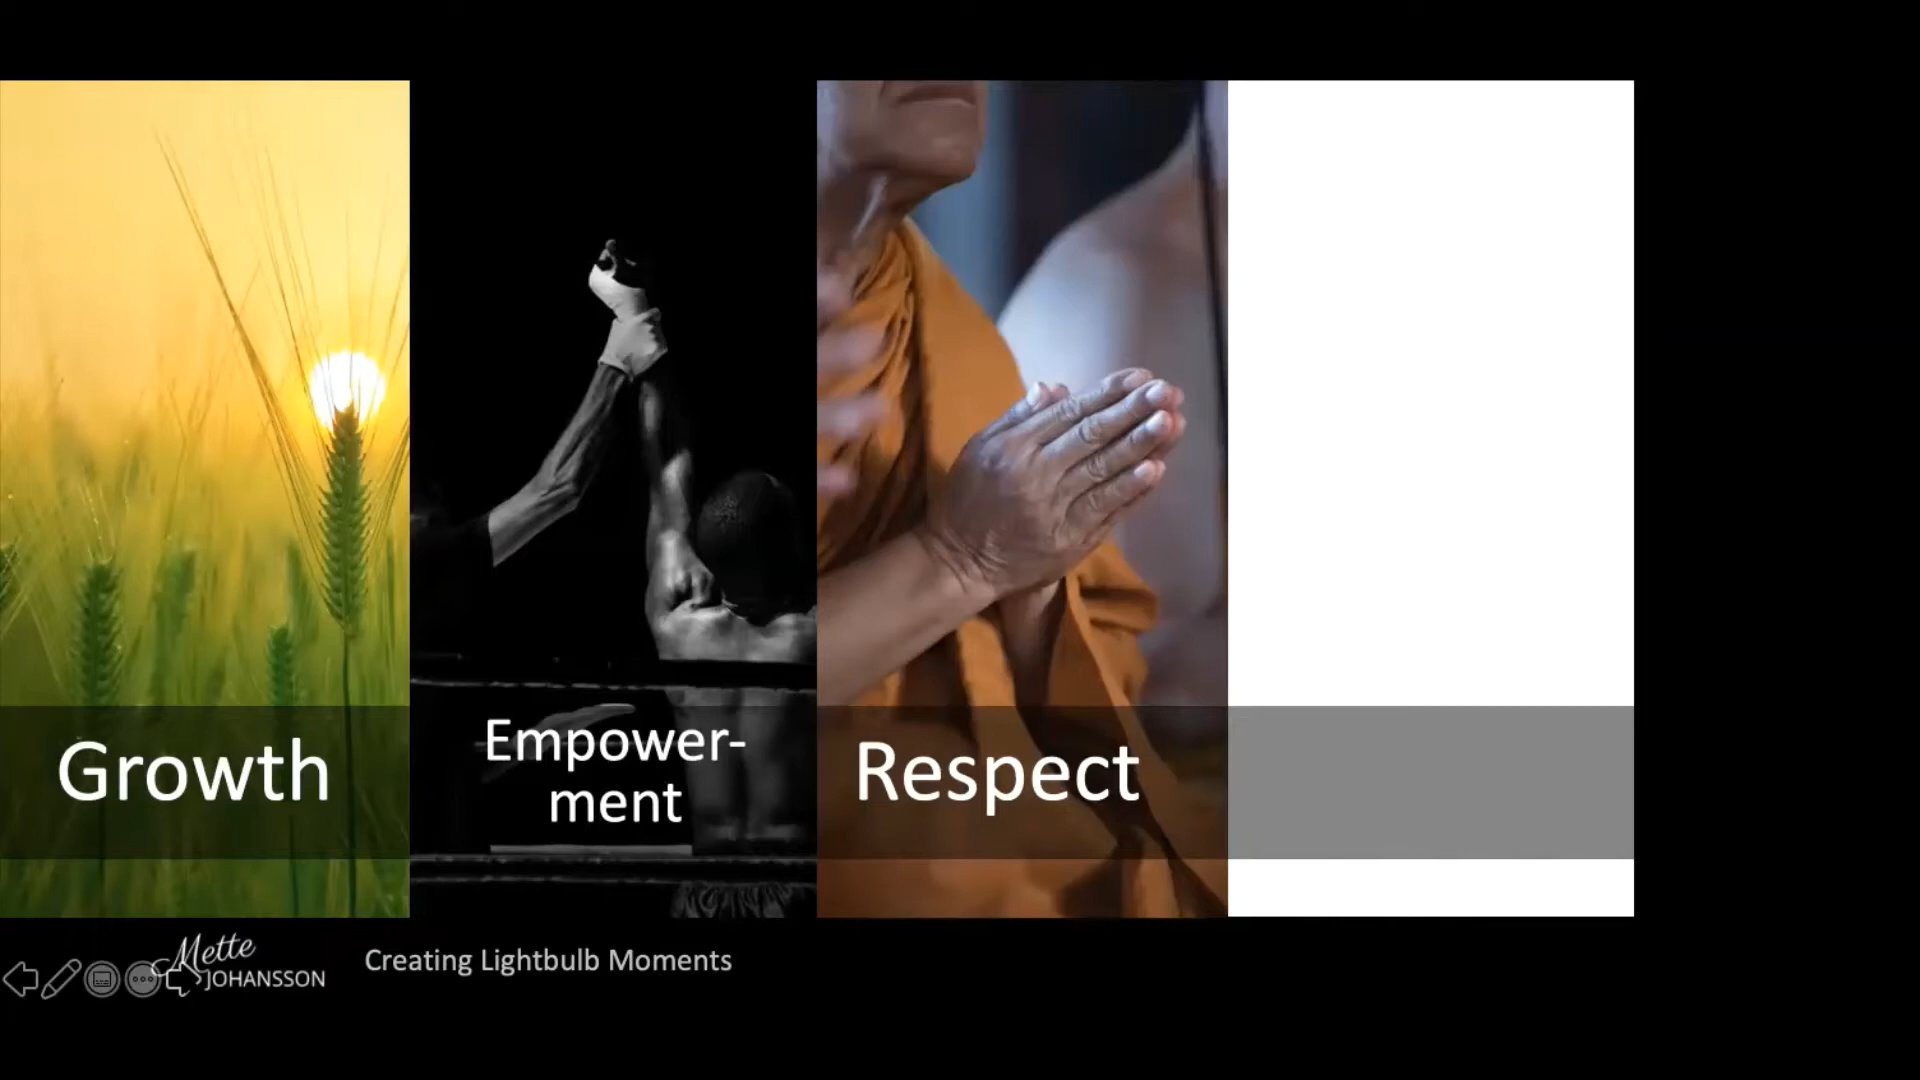 Growth
Empower-
ment
Respect
Mette
JOHANSSON
Creating Lightbulb Moments